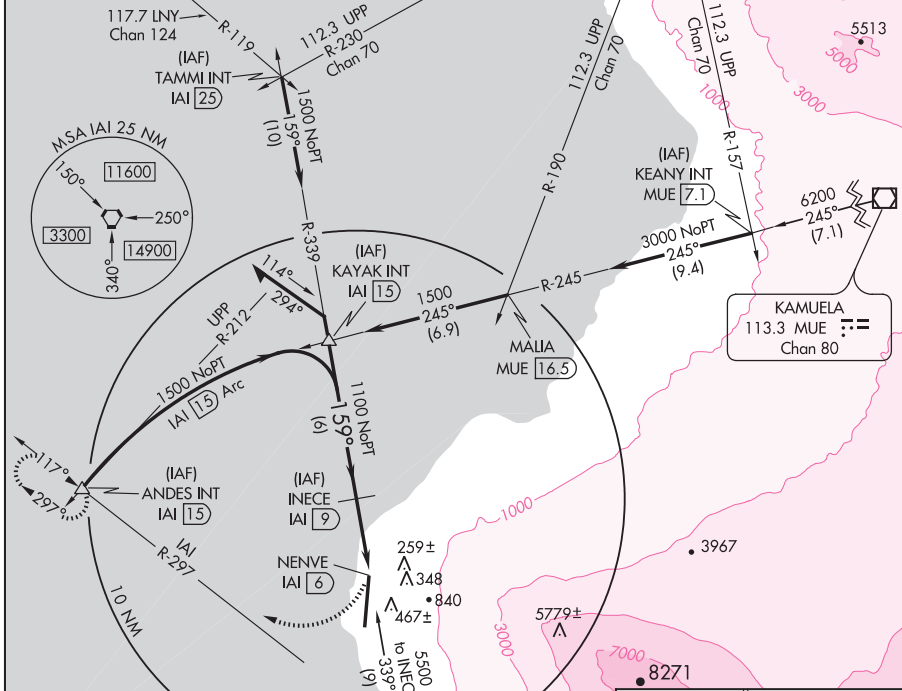 117.7 LNY
Chan 124
R-119
112.3 UPP
R-230
Chan 70
(IAF)
TAMMI INT
IAI 25
1500 NoPT
159°
(10)
112.3 UPP
Chan 70
R-190
112.3 UPP
Chan 70
R-157
5513
5000
3000
1000
MSA IAI 25 NM
150°
11600
250°
3300
14900
340°
(IAF)
KEANY INT
MUE 7.1
6200
245°
(7.1)
3000 NoPT
245°
(9.4)
R-245
R-339
(IAF)
KAYAK INT
IAI 15
114°
294°
UPP
R-212
1500
245°
(6.9)
MALIA
MUE 16.5
KAMUELA
113.3 MUE
Chan 80
1500 NoPT
IAI 15 Arc
1100 NoPT
159°
(6)
117°
297°
(IAF)
ANDES INT
IAI 15
IAI
R-297
(IAF)
INECE
IAI 9
NENVE
IAI 6
10 NM
259±
348
840
467±
5500
to INEC
339°
(9)
1000
3967
3000
5779±
7000
8271